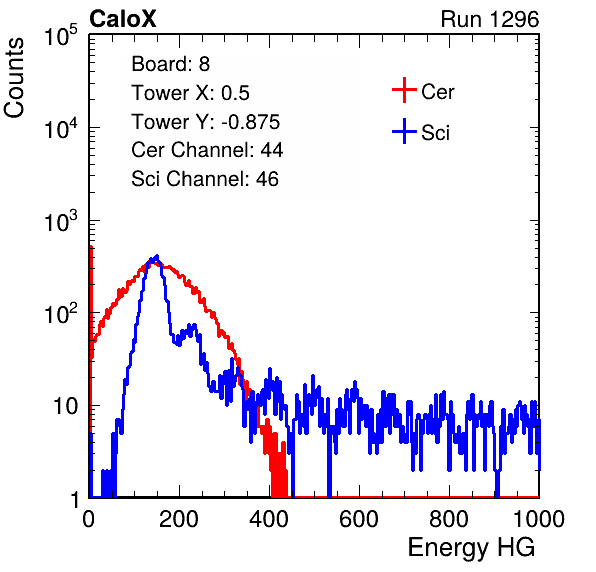 CaloX Run 1296
Counts
Board: 8
Tower X: 0.5
Tower Y: -0.875
Cer Channel: 44
Sci Channel: 46
Cer
Sci
10^5
10^4
10^3
10^2
10
1
0 200 400 600 800 1000
Energy HG